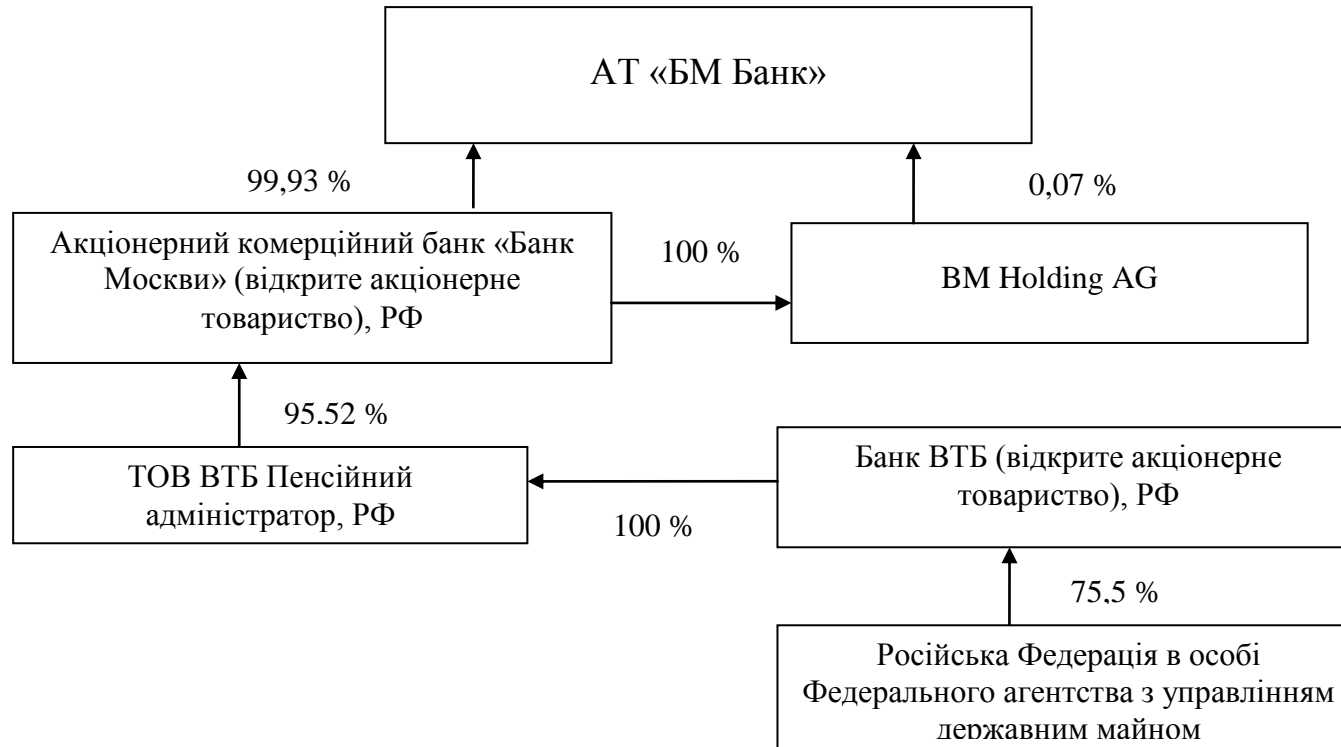 АТ «БМ Банк»
99,93 %
0,07 %
Акціонерний комерційний банк «Банк
Москви» (відкрите акціонерне
товариство), РФ
100 %
BM Holding AG
95,52 %
ТОВ ВТБ Пенсійний
адміністратор, РФ
100 %
Банк ВТБ (відкрите акціонерне
товариство), РФ
75,5 %
Російська Федерація в особі
Федерального агентства з управлінням
державним майном